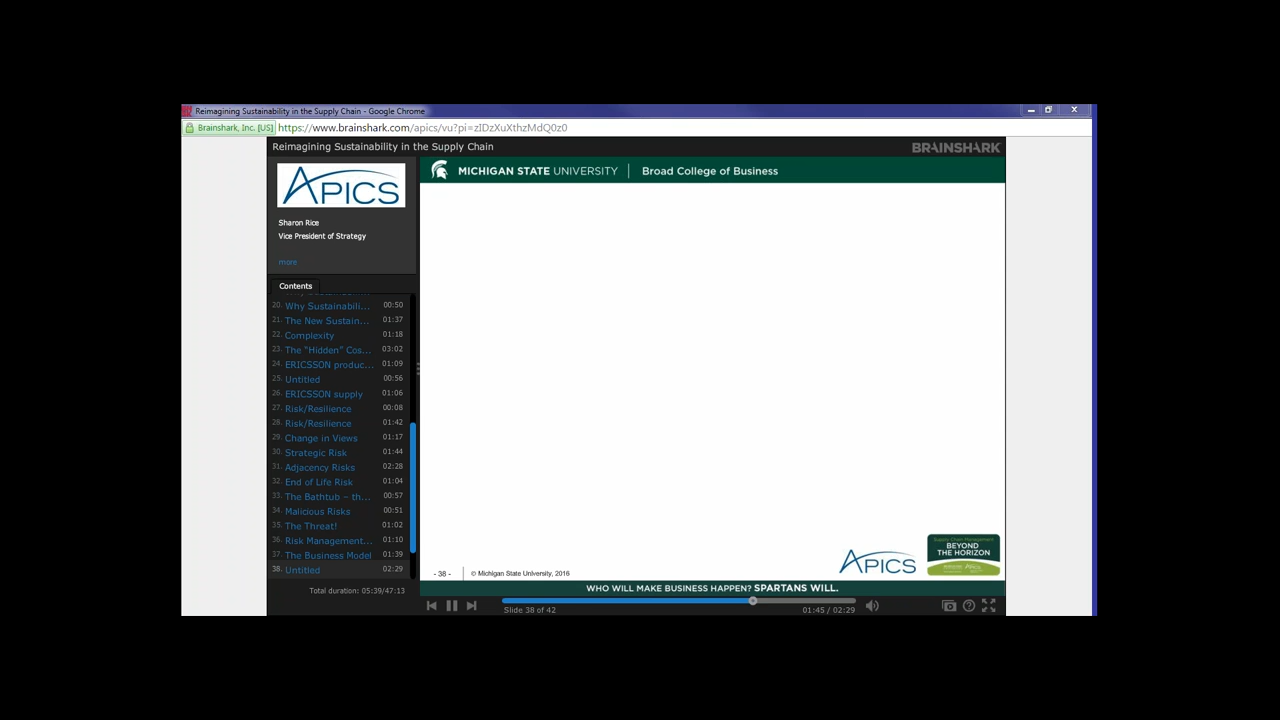 Reimagining Sustainability in the Supply Chain - Google Chrome
Brainshark, Inc. [US] https://www.brainshark.com/apics/vu?pi=zIDzXuXthzMdQ0z0
Reimagining Sustainability in the Supply Chain
BRAINSHARK
APICS
MICHIGAN STATE UNIVERSITY | Broad College of Business
Sharon Rice
Vice President of Strategy
more
Contents
20. Why Sustainabili... 00:50
21. The New Sustain... 01:37
22. Complexity 01:18
23. The "Hidden" Cos... 03:02
24. ERICSSON produc... 01:09
25. Untitled 00:56
26. ERICSSON supply 01:06
27. Risk/Resilience 00:08
28. Risk/Resilience 01:42
29. Change in Views 01:17
30. Strategic Risk 01:44
31. Adjacency Risks 02:28
32. End of Life Risk 01:04
33. The Bathtub – th... 00:57
34. Malicious Risks 00:51
35. The Threat! 01:02
36. Risk Management... 01:10
37. The Business Model 01:39
38. Untitled 02:29
Total duration: 05:39/47:13
- 38 - © Michigan State University, 2016
APICS
Supply Chain Management
BEYOND
THE HORIZON
WHO WILL MAKE BUSINESS HAPPEN? SPARTANS WILL.
Slide 38 of 42
01:45 / 02:29